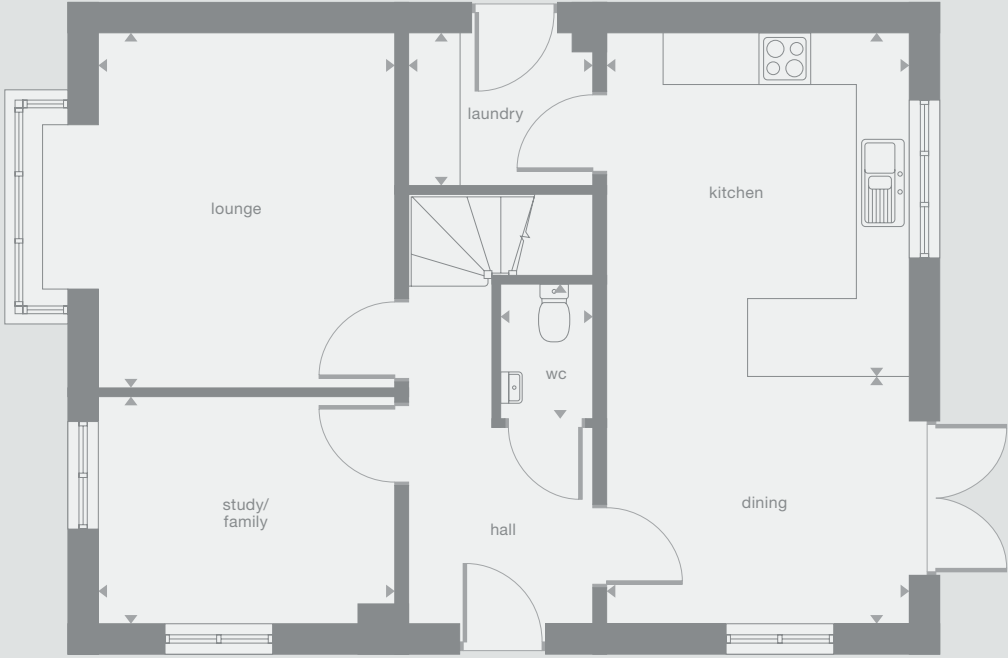 laundry
kitchen
lounge
wc
study/
family
dining
hall